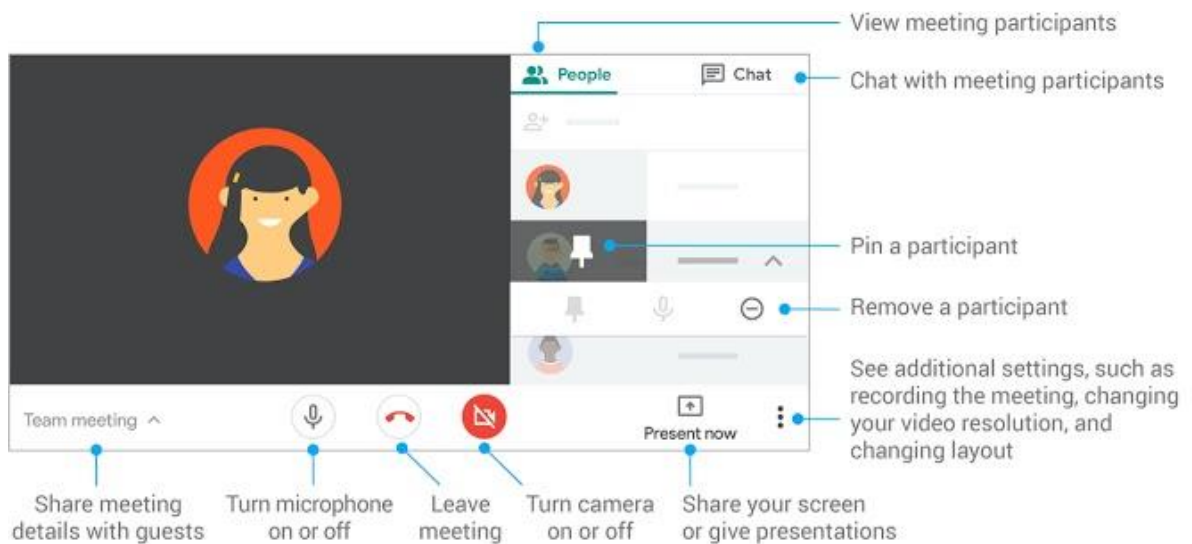 View meeting participants
People
Chat
Chat with meeting participants
Pin a participant
Remove a participant
See additional settings, such as
recording the meeting, changing
your video resolution, and
changing layout
Team meeting
Present now
Share meeting
details with guests
Turn microphone
on or off
Leave
meeting
Turn camera
on or off
Share your screen
or give presentations